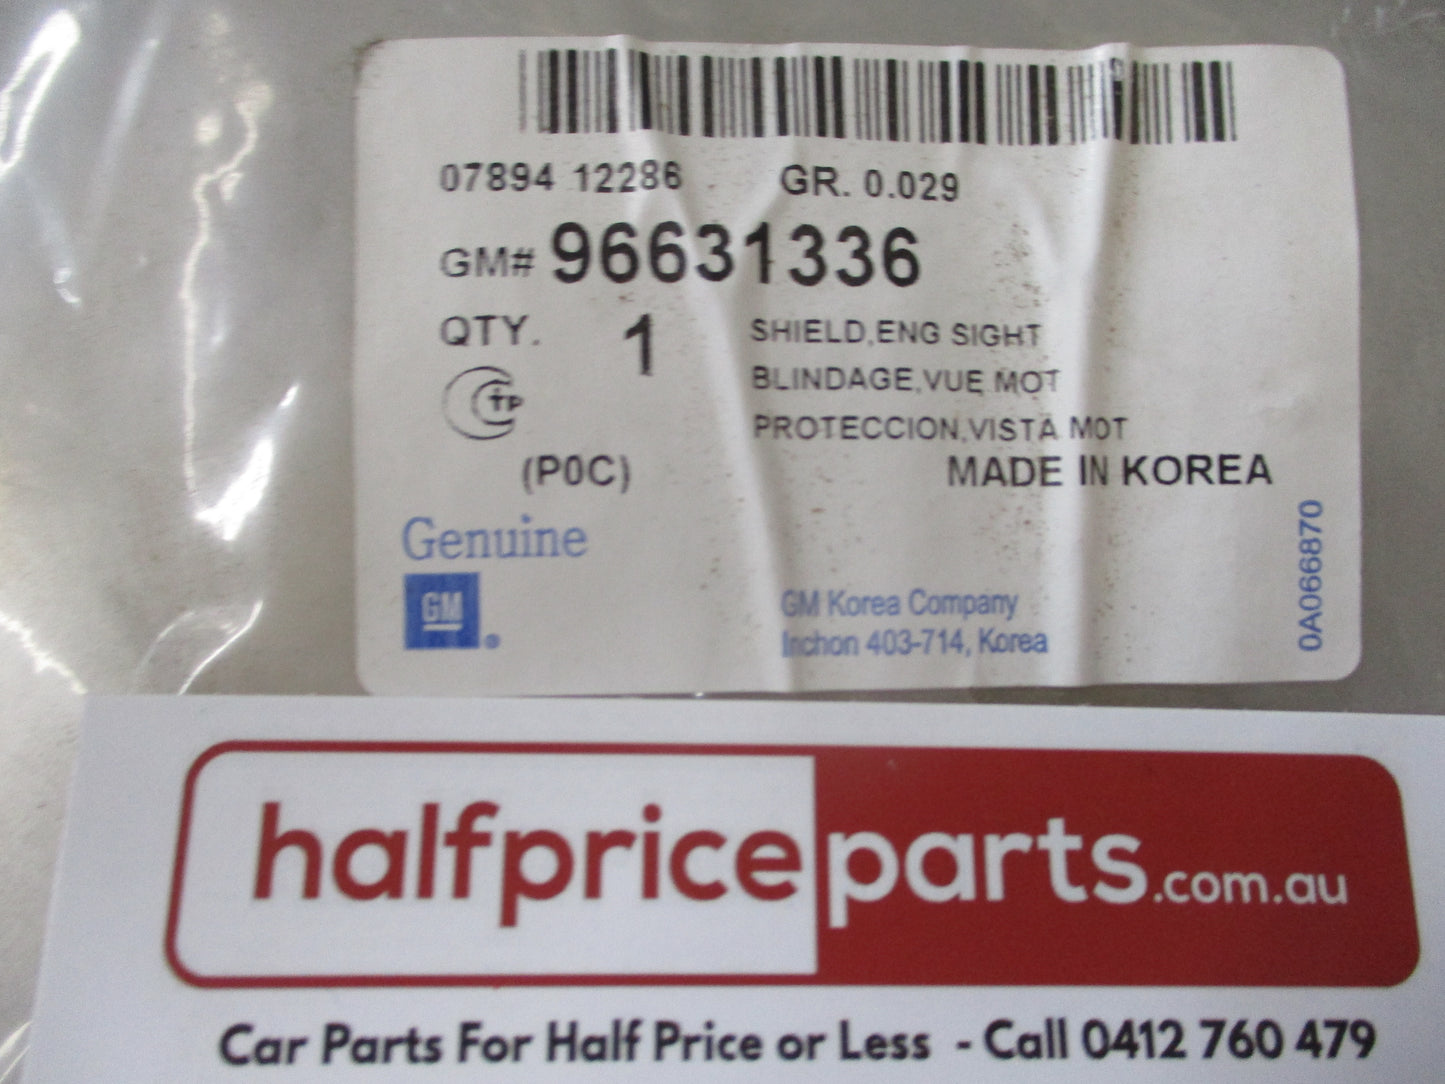 07894 12286 GR. 0.029
GM# 96631336
QTY. 1 SHIELD,ENG SIGHT
BLINDAGE,VUE MOT
PROTECCION,VISTA MOT
(P0C) MADE IN KOREA
Genuine
GM
GM Korea Company
Inchon 403-714, Korea
0A066870
halfpriceparts.com.au
Car Parts For Half Price or Less - Call 0412 760 479